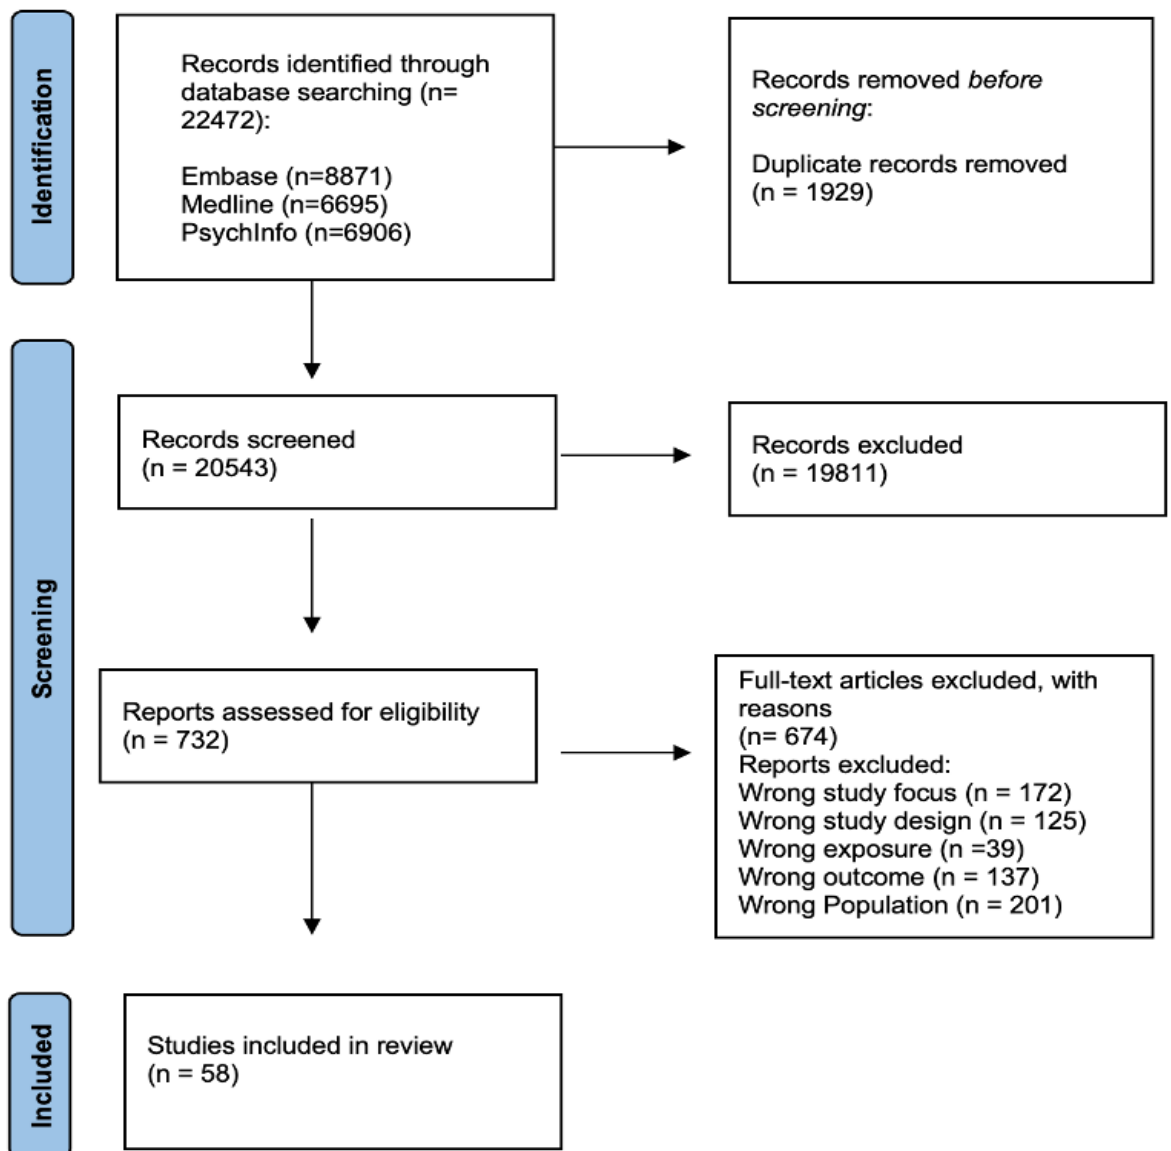 Identification
Records identified through
database searching (n=
22472):
Embase (n=8871)
Medline (n=6695)
PsychInfo (n=6906)
Records removed before
screening:
Duplicate records removed
(n = 1929)
Screening
Records screened
(n = 20543)
Records excluded
(n = 19811)
Reports assessed for eligibility
(n = 732)
Full-text articles excluded, with
reasons
(n= 674)
Reports excluded:
Wrong study focus (n = 172)
Wrong study design (n = 125)
Wrong exposure (n =39)
Wrong outcome (n = 137)
Wrong Population (n = 201)
Included
Studies included in review
(n = 58)